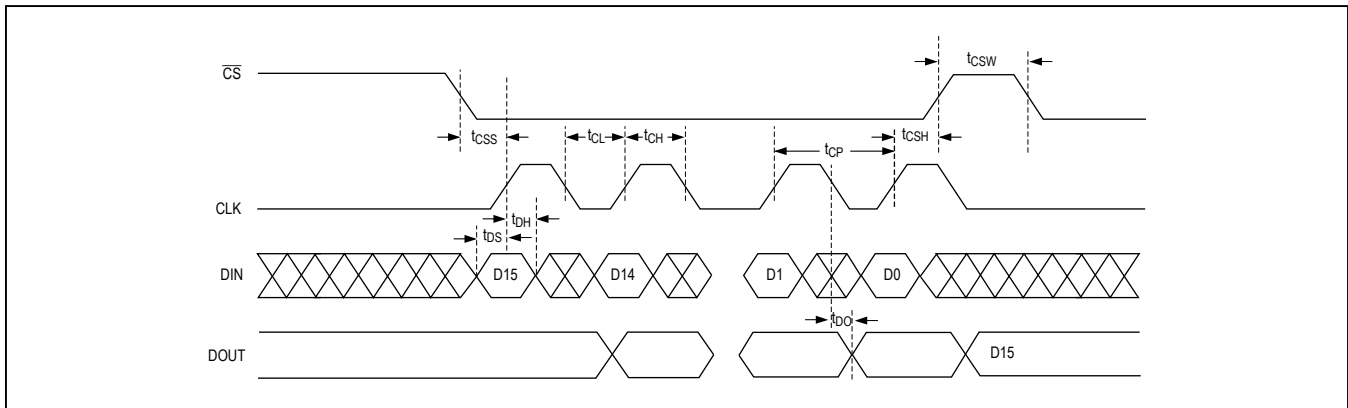 CS
tCSW
tCSS
tCL
tCH
tCP
tCSH
CLK
tDH
tDS
DIN
D15
D14
D1
D0
tDO
DOUT
D15